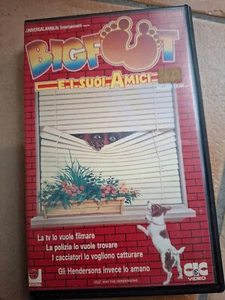 BIGFOOT
E I SUOI AMICI
La tv lo vuole filmare
La polizia lo vuole trovare
I cacciatori lo vogliono catturare
Gli Hendersons invece lo amano
CIC
VIDEO